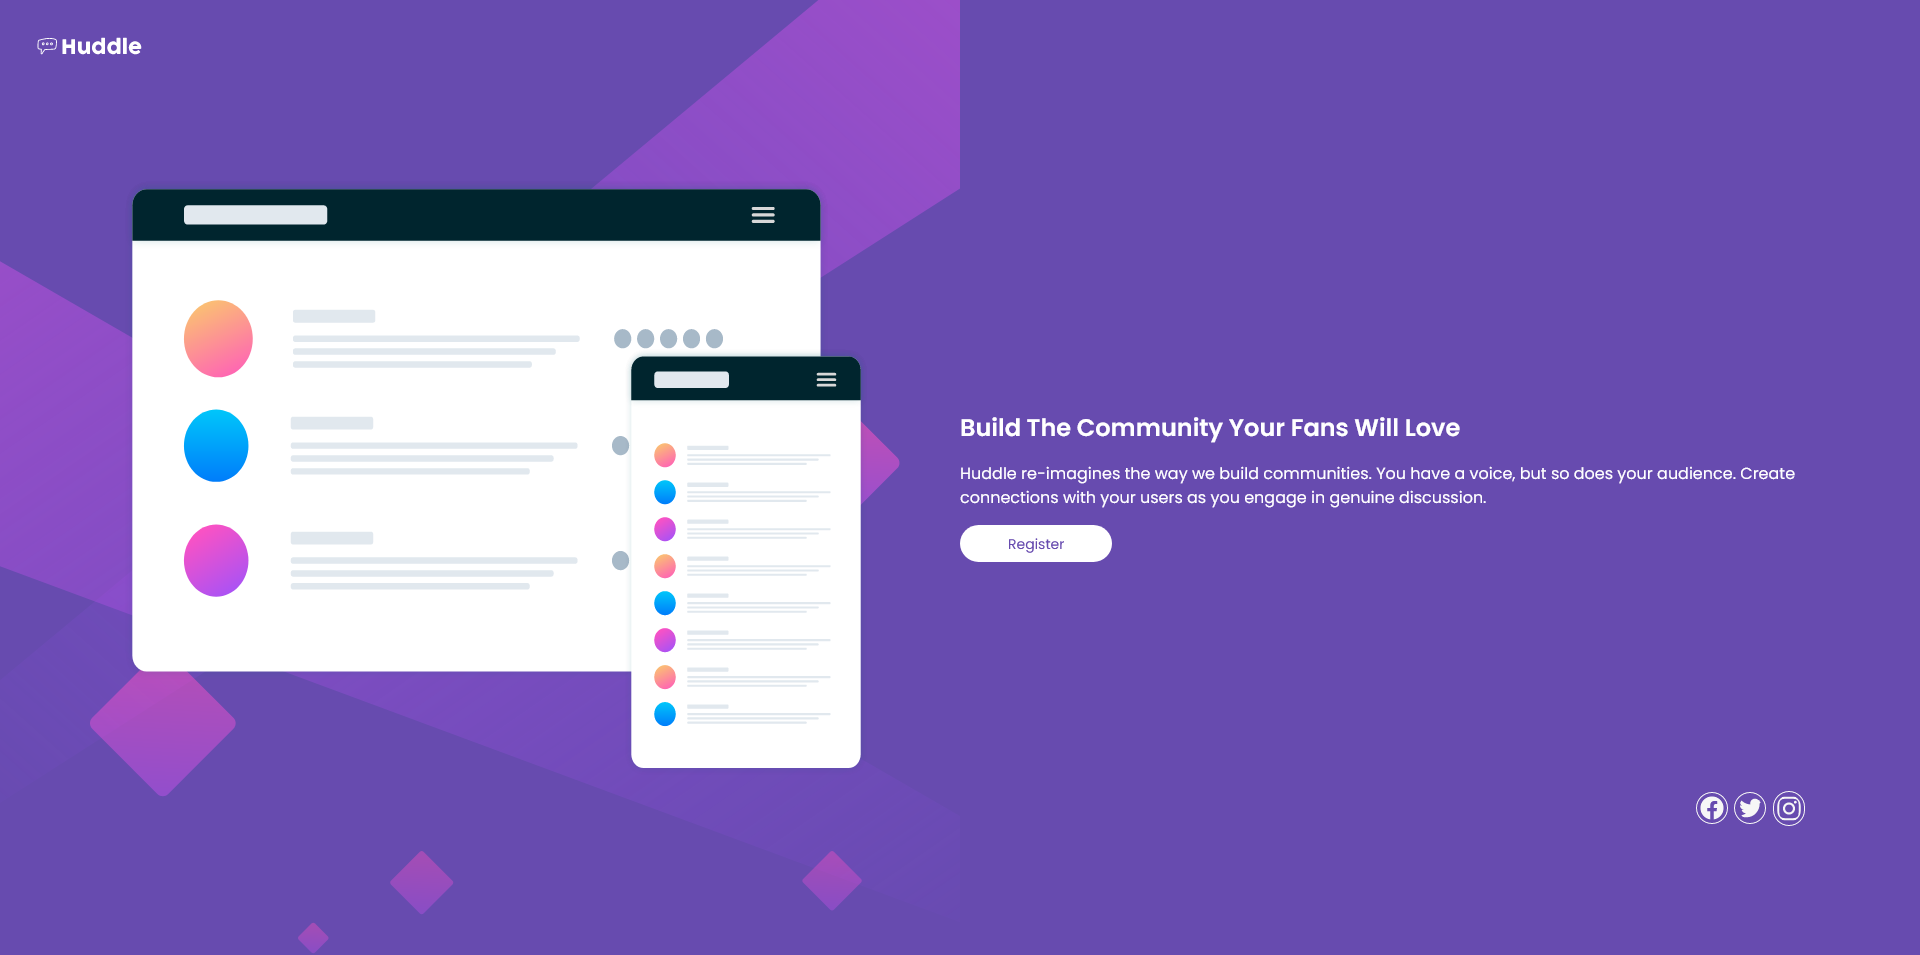 Huddle
Build The Community Your Fans Will Love
Huddle re-imagines the way we build communities. You have a voice, but so does your audience. Create
connections with your users as you engage in genuine discussion.
Register